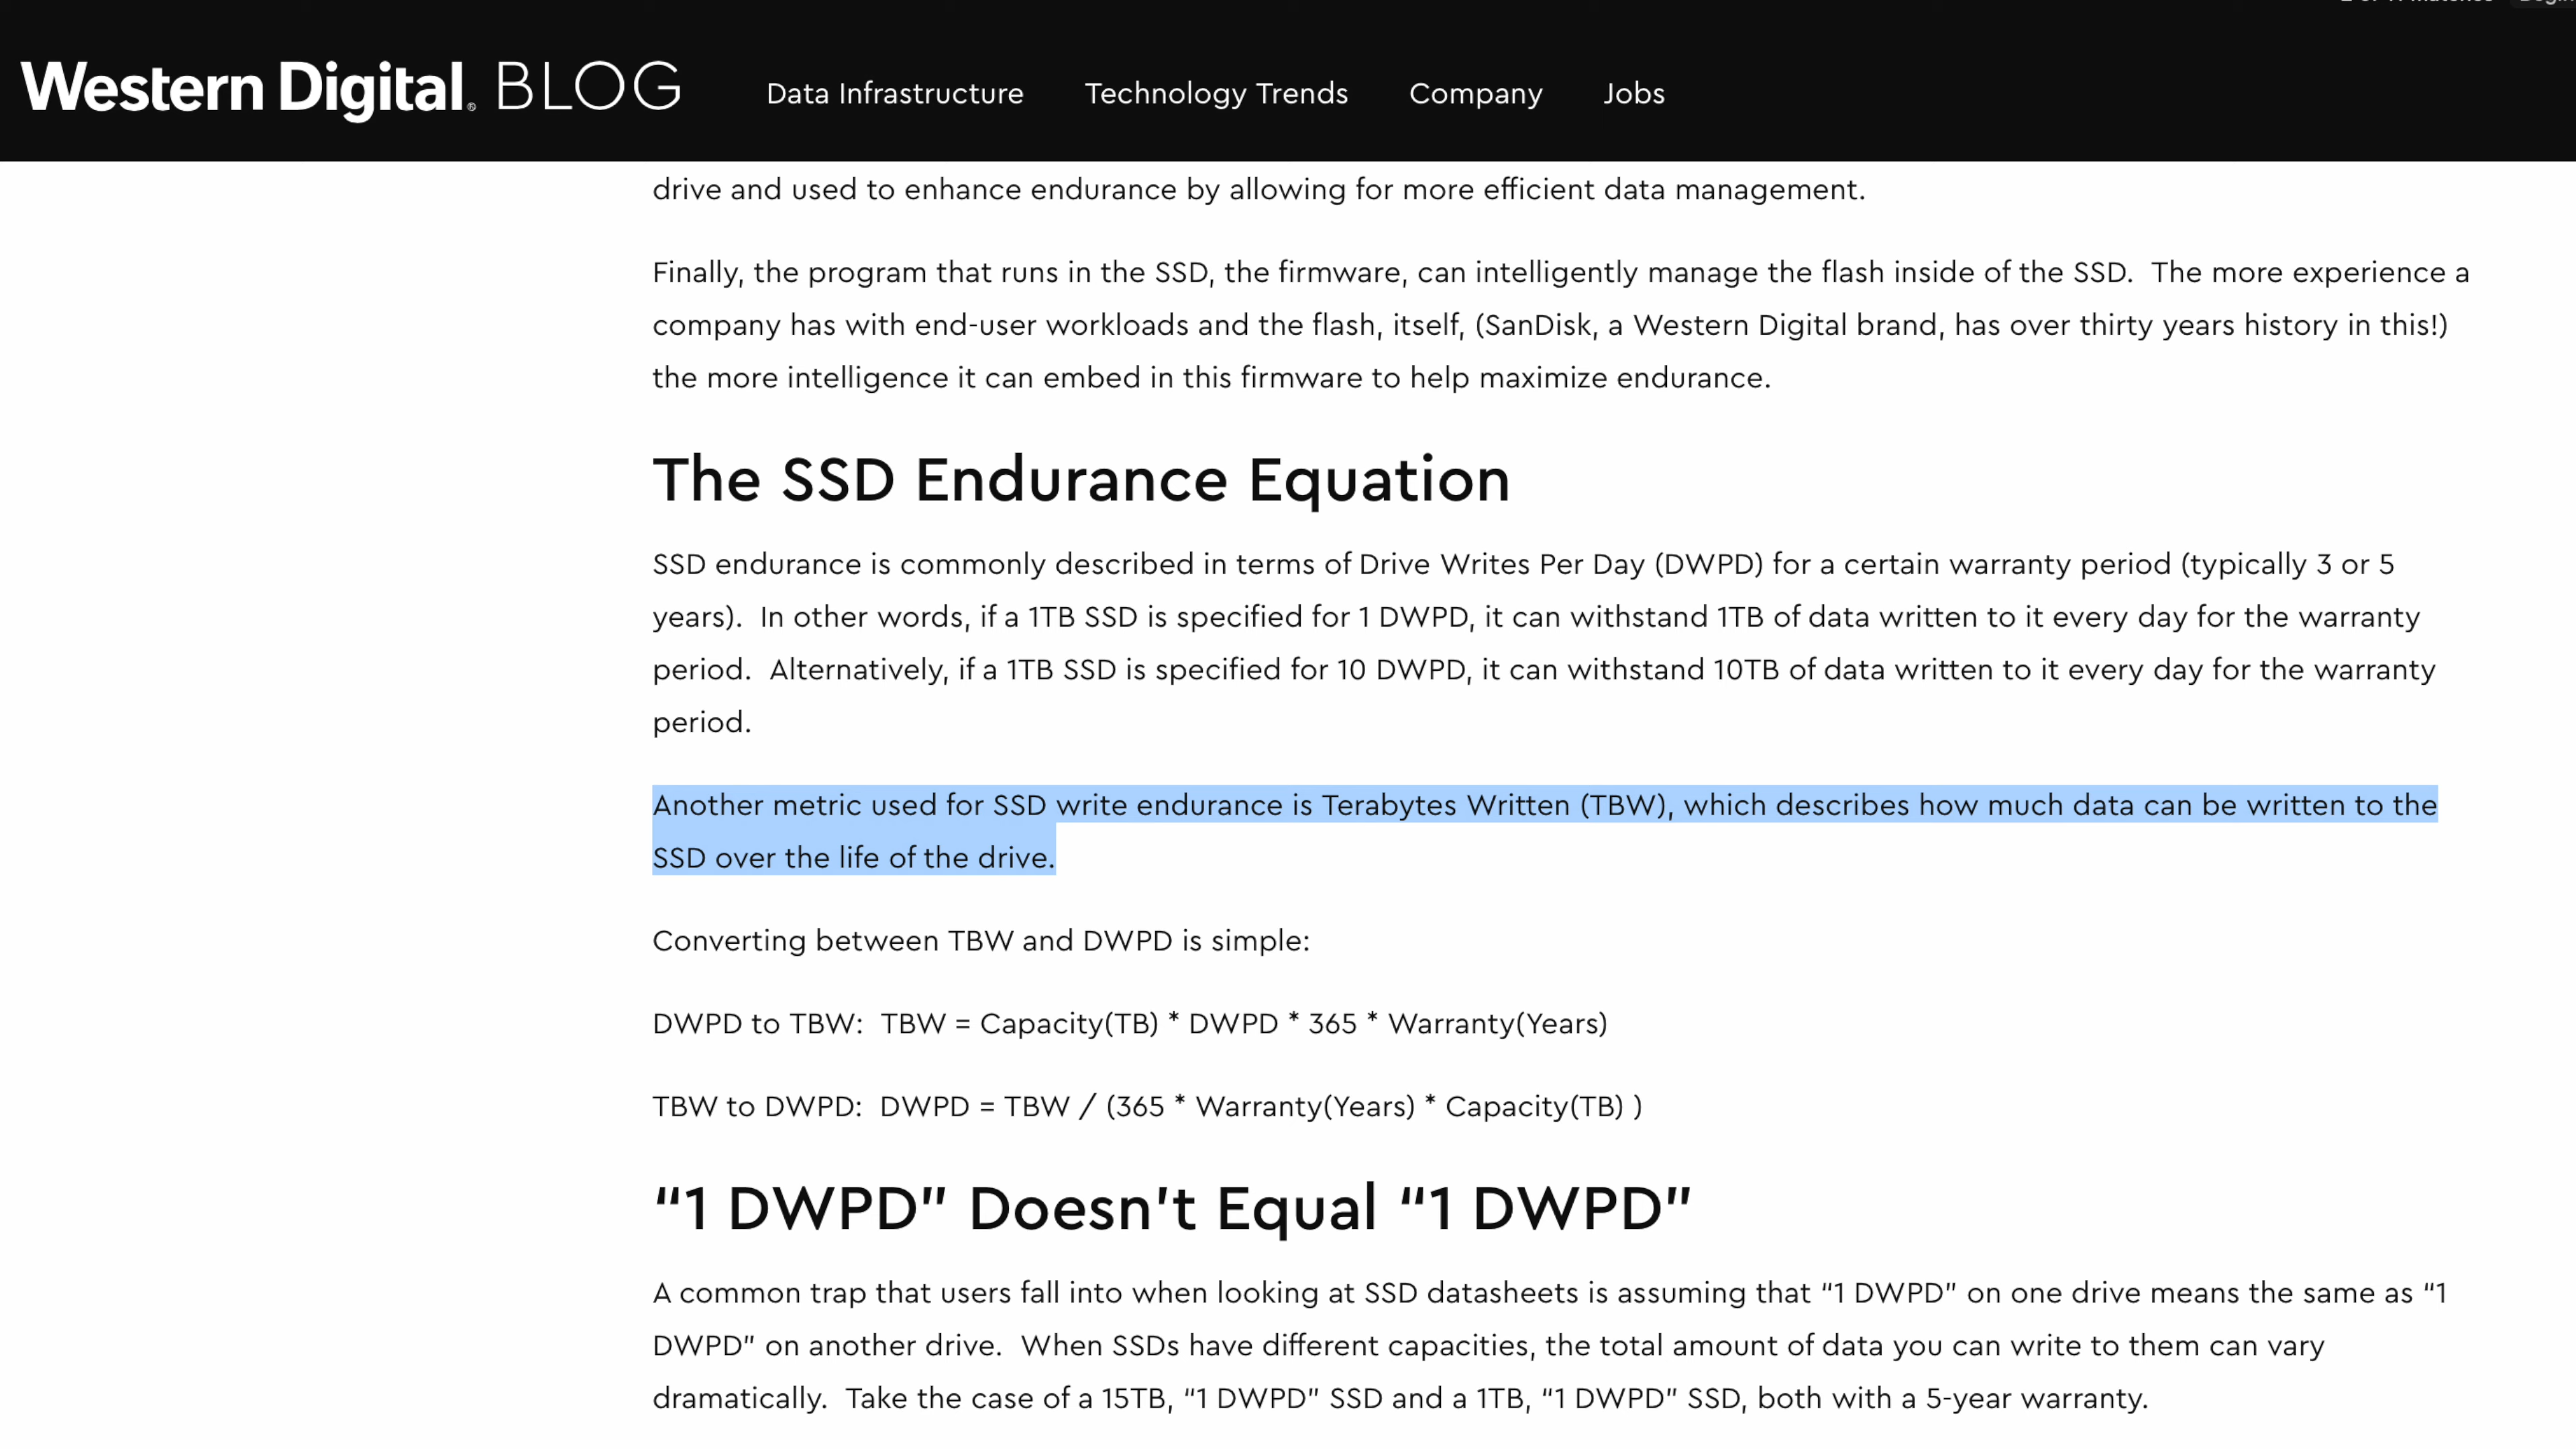 Western Digital® BLOG
Data Infrastructure
Technology Trends
Company
Jobs
drive and used to enhance endurance by allowing for more efficient data management.
Finally, the program that runs in the SSD, the firmware, can intelligently manage the flash inside of the SSD.  The more experience a
company has with end-user workloads and the flash, itself, (SanDisk, a Western Digital brand, has over thirty years history in this!)
the more intelligence it can embed in this firmware to help maximize endurance.
The SSD Endurance Equation
SSD endurance is commonly described in terms of Drive Writes Per Day (DWPD) for a certain warranty period (typically 3 or 5
years).  In other words, if a 1TB SSD is specified for 1 DWPD, it can withstand 1TB of data written to it every day for the warranty
period.  Alternatively, if a 1TB SSD is specified for 10 DWPD, it can withstand 10TB of data written to it every day for the warranty
period.
Another metric used for SSD write endurance is Terabytes Written (TBW), which describes how much data can be written to the
SSD over the life of the drive.
Converting between TBW and DWPD is simple:
DWPD to TBW:  TBW = Capacity(TB) * DWPD * 365 * Warranty(Years)
TBW to DWPD:  DWPD = TBW / (365 * Warranty(Years) * Capacity(TB) )
“1 DWPD” Doesn’t Equal “1 DWPD”
A common trap that users fall into when looking at SSD datasheets is assuming that “1 DWPD” on one drive means the same as “1
DWPD” on another drive.  When SSDs have different capacities, the total amount of data you can write to them can vary
dramatically.  Take the case of a 15TB, “1 DWPD” SSD and a 1TB, “1 DWPD” SSD, both with a 5-year warranty.